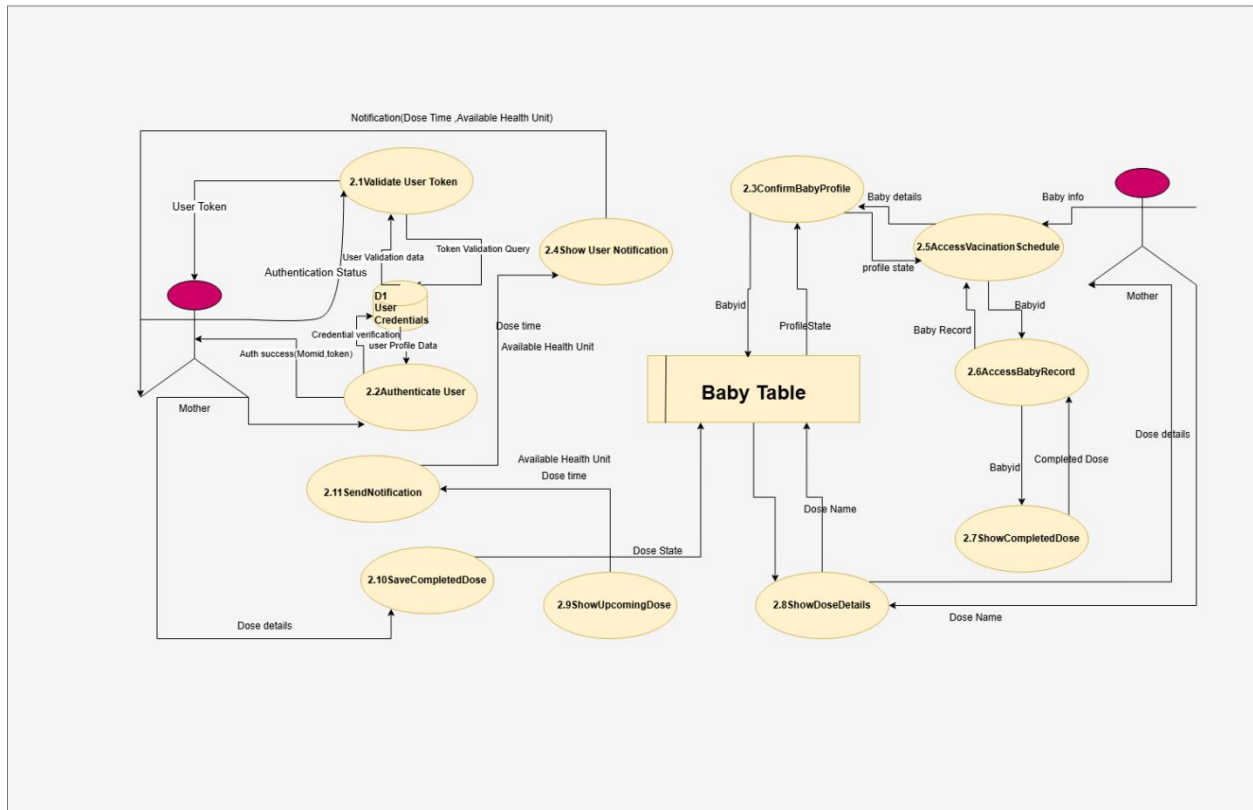 Notification(Dose Time ,Available Health Unit)
2.1Validate User Token
User Token
User Validation data
Token Validation Query
Authentication Status
D1
User
Credentials
Credential verification
user Profile Data
Auth success(Momid,token)
2.2Authenticate User
Mother
2.4Show User Notification
Dose time
Available Health Unit
2.11SendNotification
Available Health Unit
Dose time
2.10SaveCompletedDose
Dose State
Dose details
2.9ShowUpcomingDose
2.3ConfirmBabyProfile
Baby details
Baby info
2.5AccessVacinationSchedule
profile state
Mother
Babyid
ProfileState
Babyid
Baby Record
2.6AccessBabyRecord
Baby Table
Dose details
Babyid
Completed Dose
Dose Name
2.7ShowCompletedDose
2.8ShowDoseDetails
Dose Name